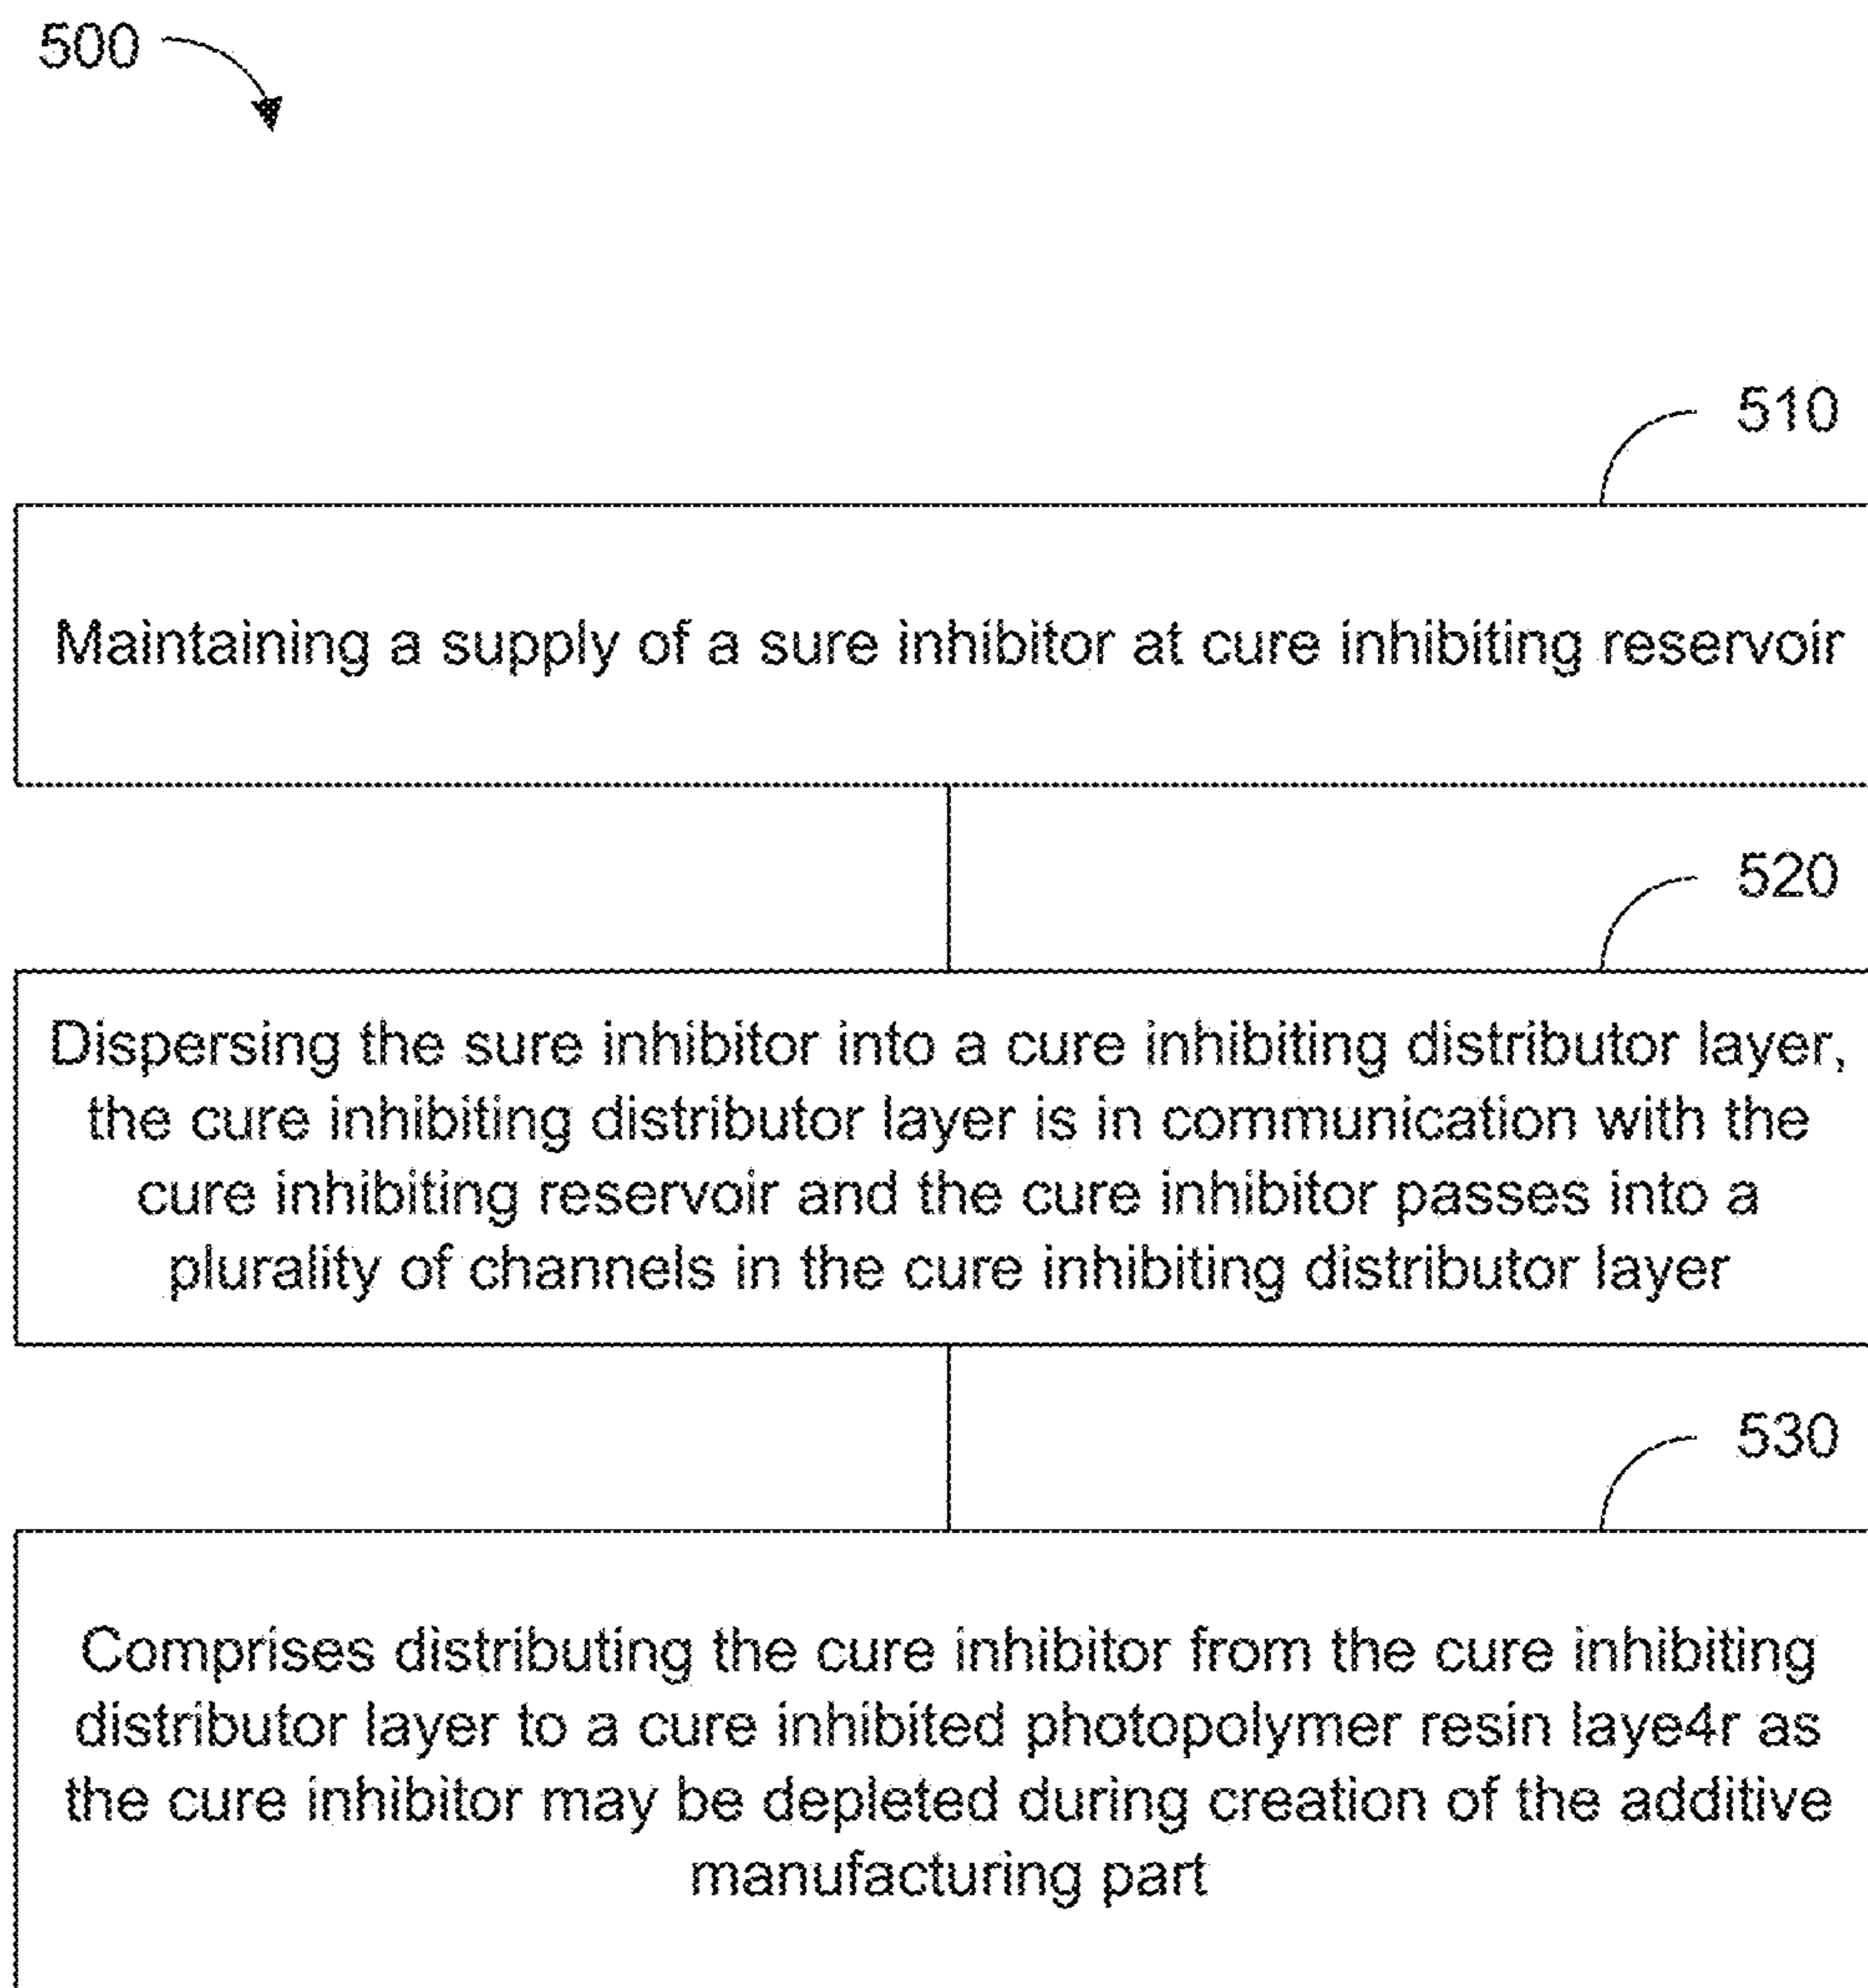 500
510
Maintaining a supply of a sure inhibitor at cure inhibiting reservoir
520
Dispersing the sure inhibitor into a cure inhibiting distributor layer,
the cure inhibiting distributor layer is in communication with the
cure inhibiting reservoir and the cure inhibitor passes into a
plurality of channels in the cure inhibiting distributor layer
530
Comprises distributing the cure inhibitor from the cure inhibiting
distributor layer to a cure inhibited photopolymer resin laye4r as
the cure inhibitor may be depleted during creation of the additive
manufacturing part